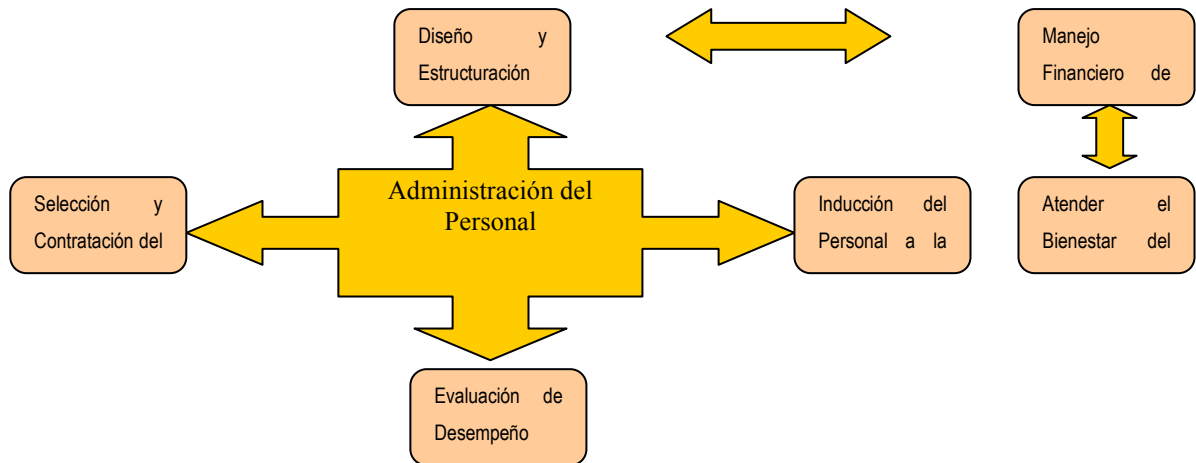 Diseño y
Estructuración
Manejo
Financiero de
Administración del
Personal
Selección y
Contratación del
Inducción del
Personal a la
Atender el
Bienestar del
Evaluación de
Desempeño